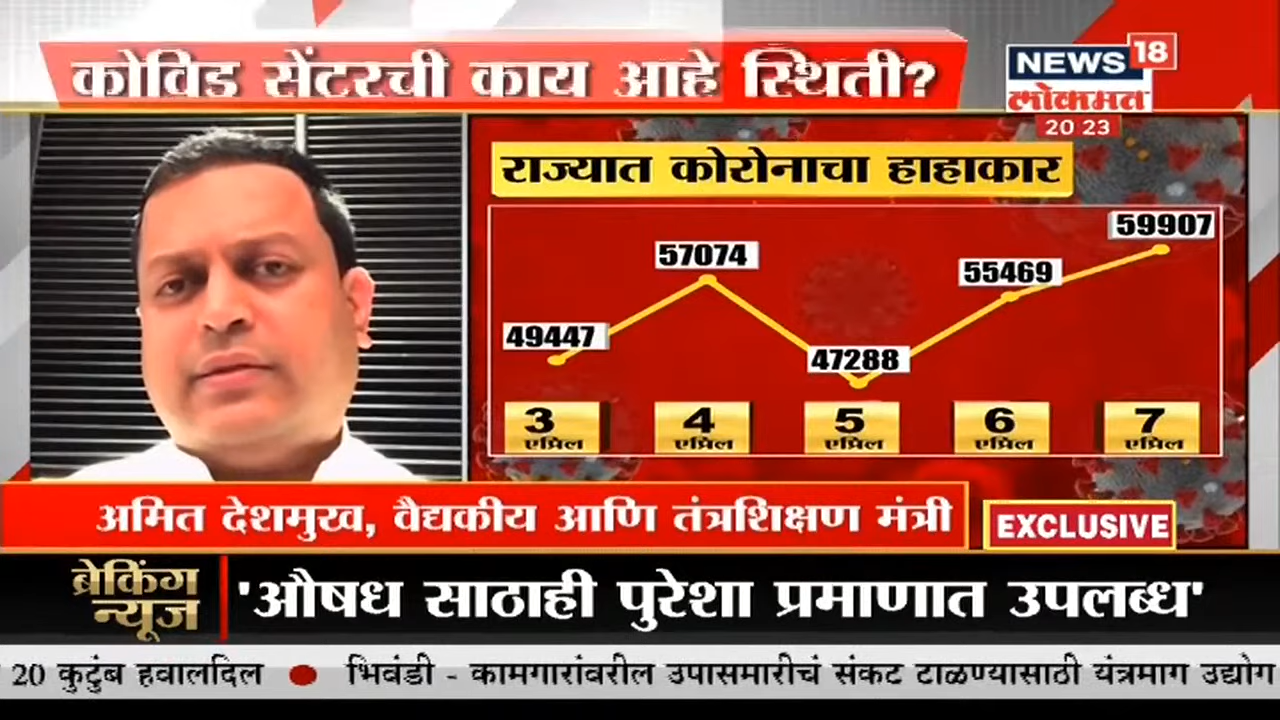 कोविड सेंटरची काय आहे स्थिती?
NEWS 18
लोकमत
20 23
राज्यात कोरोनाचा हाहाकार
49447
57074
47288
55469
59907
3 एप्रिल
4 एप्रिल
5 एप्रिल
6 एप्रिल
7 एप्रिल
अमित देशमुख, वैद्यकीय आणि तंत्रशिक्षण मंत्री
EXCLUSIVE
ब्रेकिंग
न्यूज
'औषध साठाही पुरेशा प्रमाणात उपलब्ध'
20 कुटुंब हवालदिल ● भिवंडी - कामगारांवरील उपासमारीचं संकट टाळण्यासाठी यंत्रमाग उद्योग